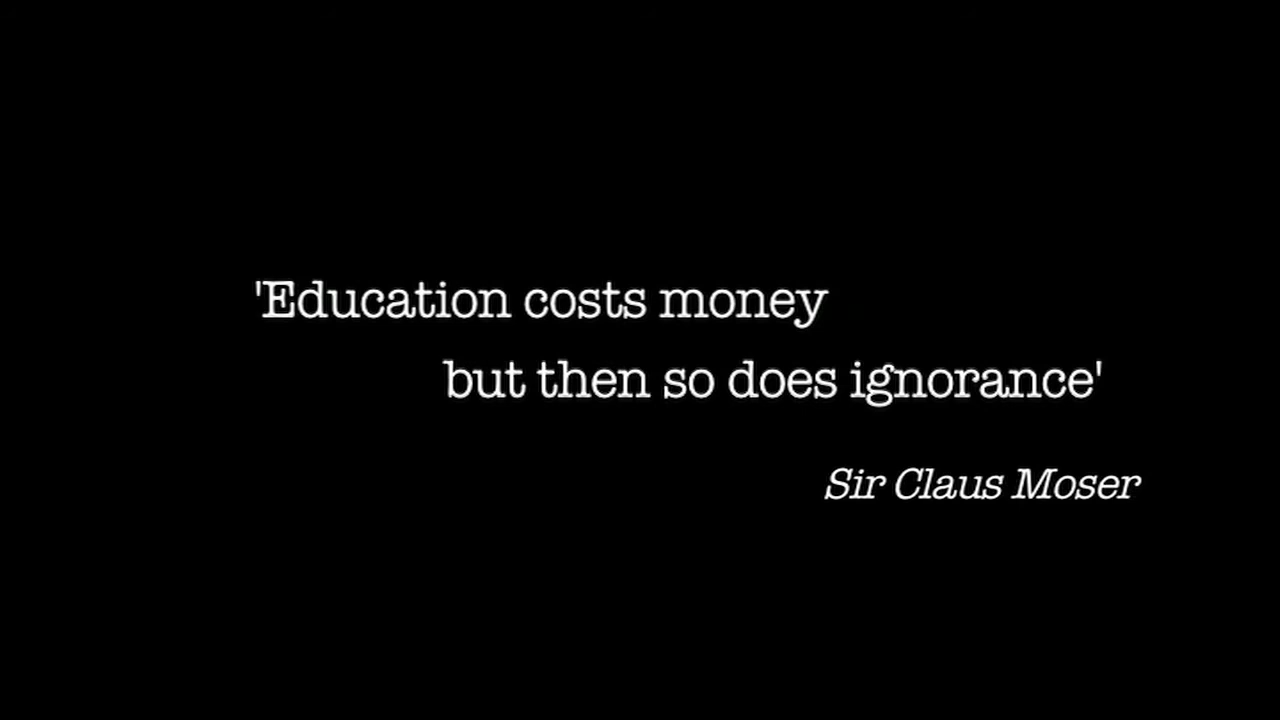 'Education costs money
but then so does ignorance'
Sir Claus Moser